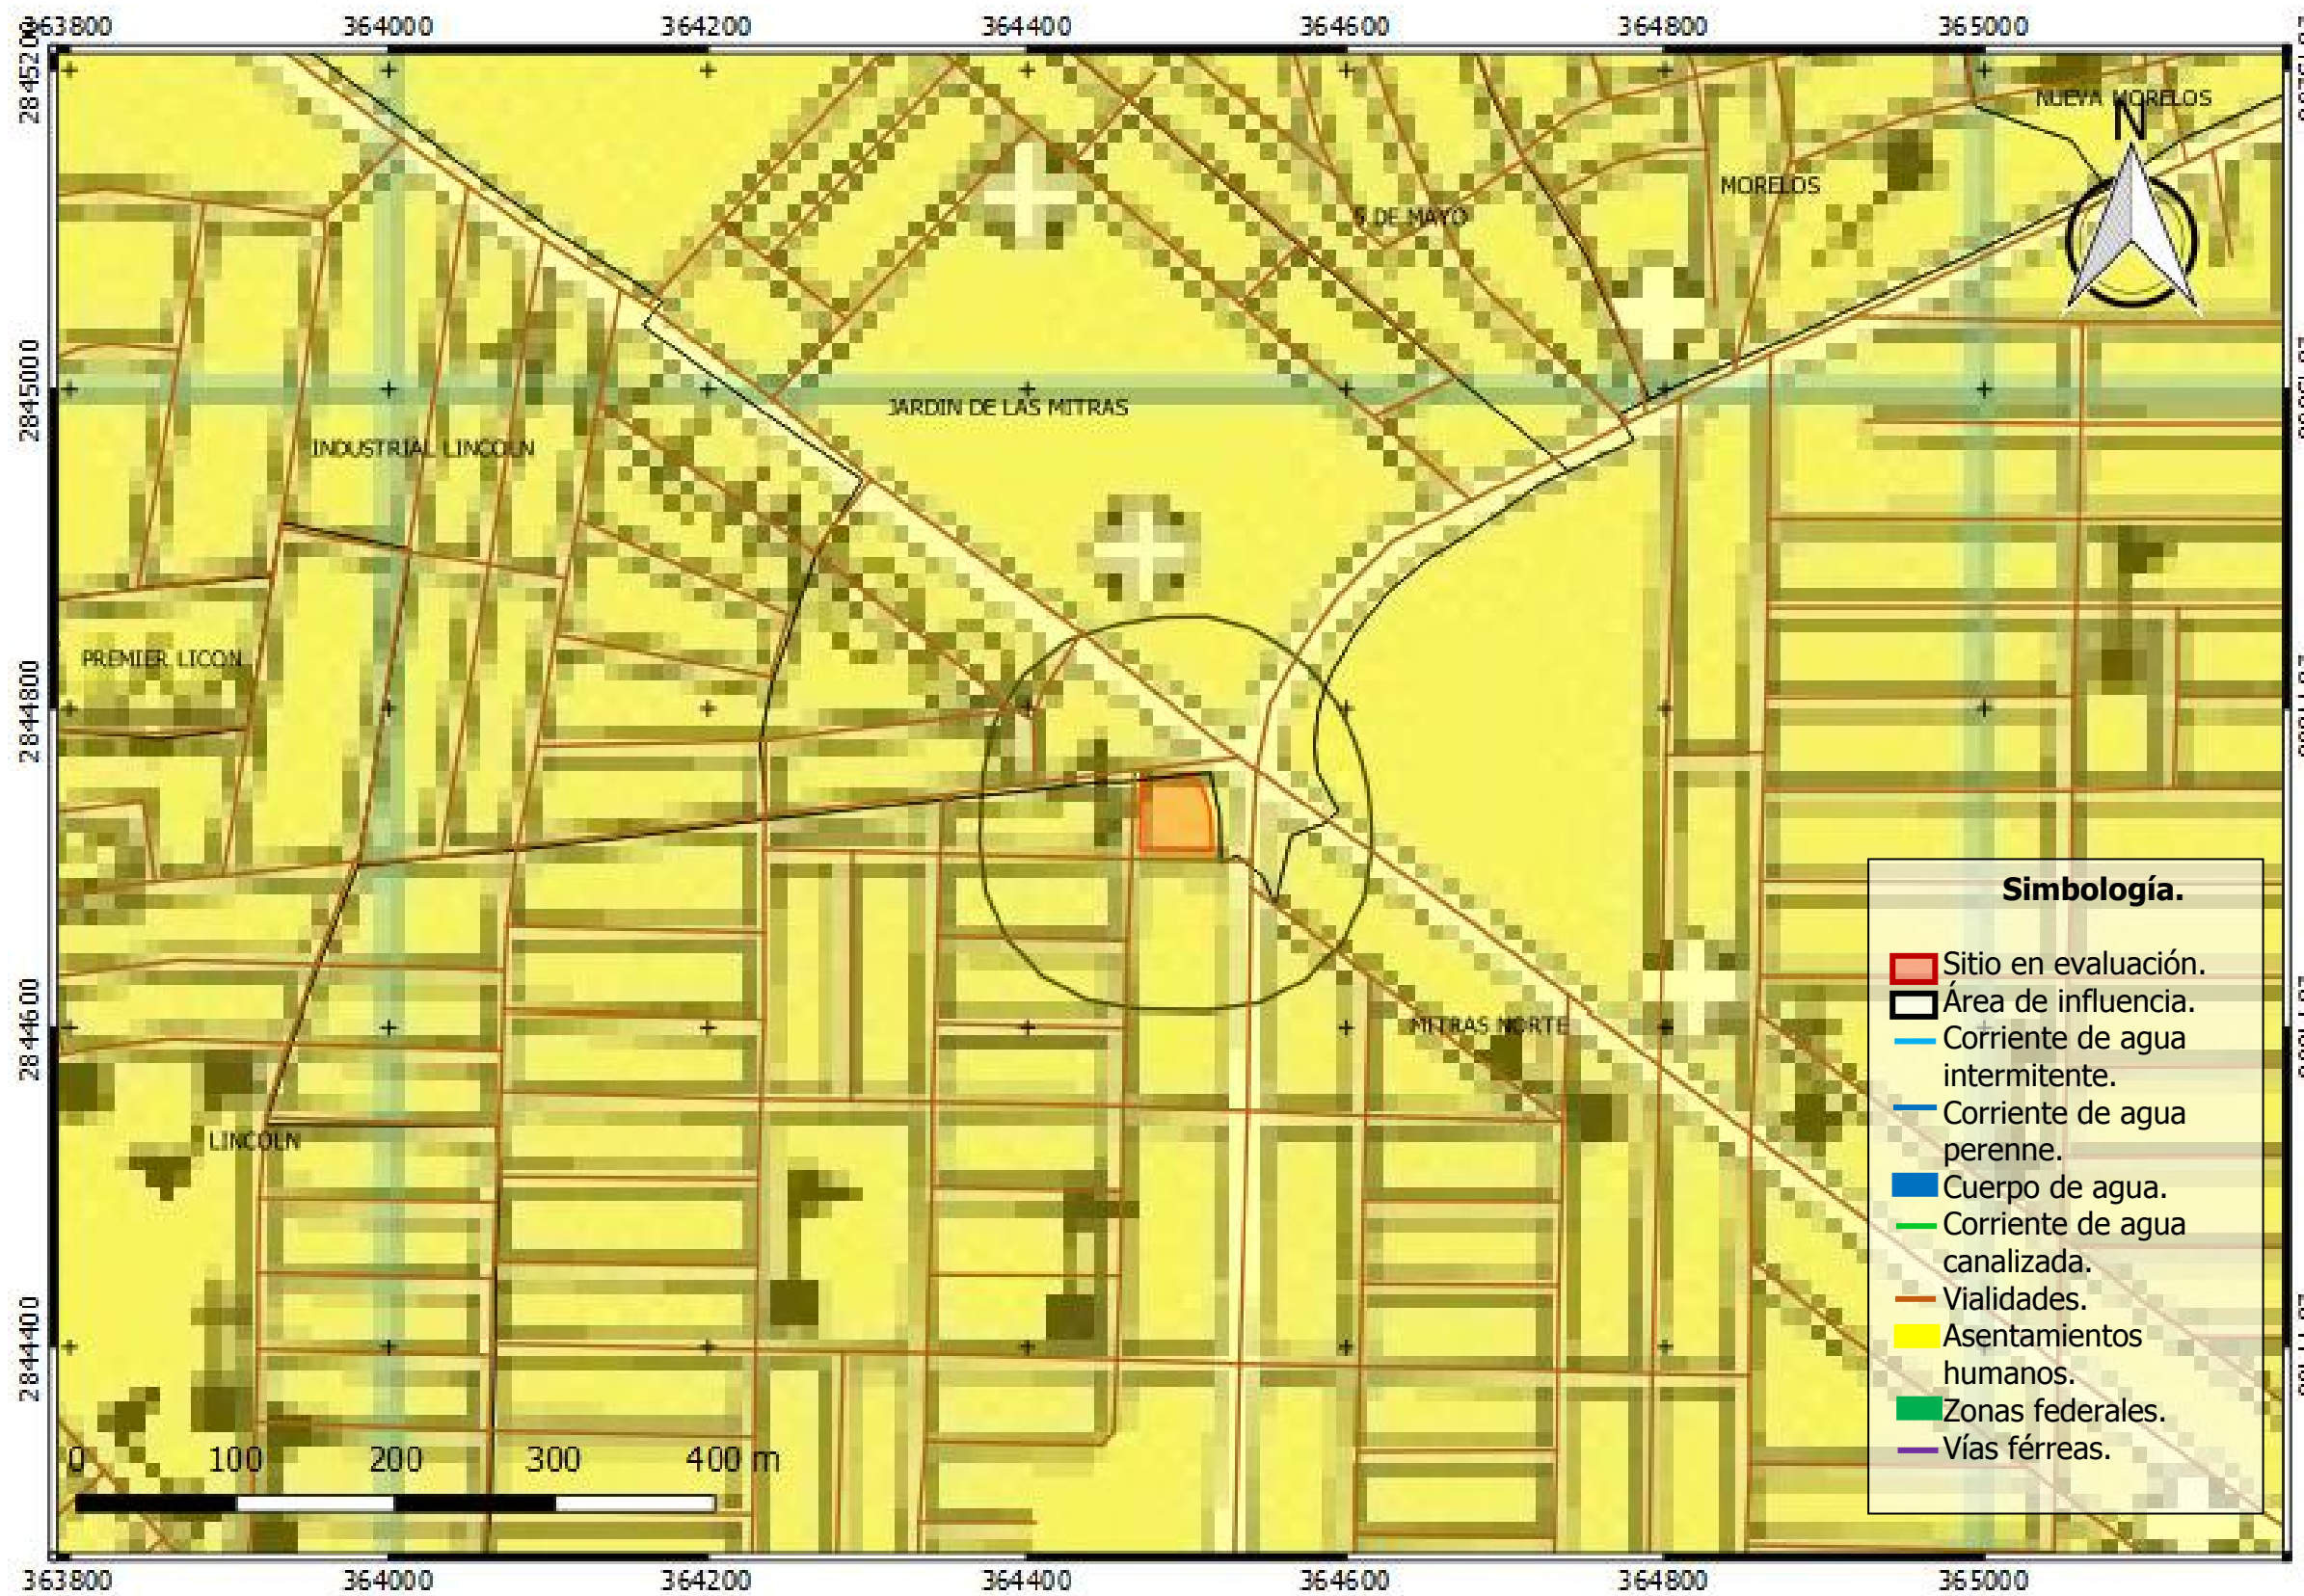 363800 364000 364200 364400 364600 364800 365000
2845200
NUEVA MORELOS
N
MORELOS
5 DE MAYO
2845000
JARDIN DE LAS MITRAS
INDUSTRIAL LINCOLN
PREMIER LICON
2844800
Simbología.
Sitio en evaluación.
Área de influencia.
Corriente de agua
intermitente.
Corriente de agua
perenne.
Cuerpo de agua.
Corriente de agua
canalizada.
Vialidades.
Asentamientos
humanos.
Zonas federales.
Vías férreas.
2844600
MITRAS NORTE
LINCOLN
2844400
0 100 200 300 400 m
363800 364000 364200 364400 364600 364800 365000